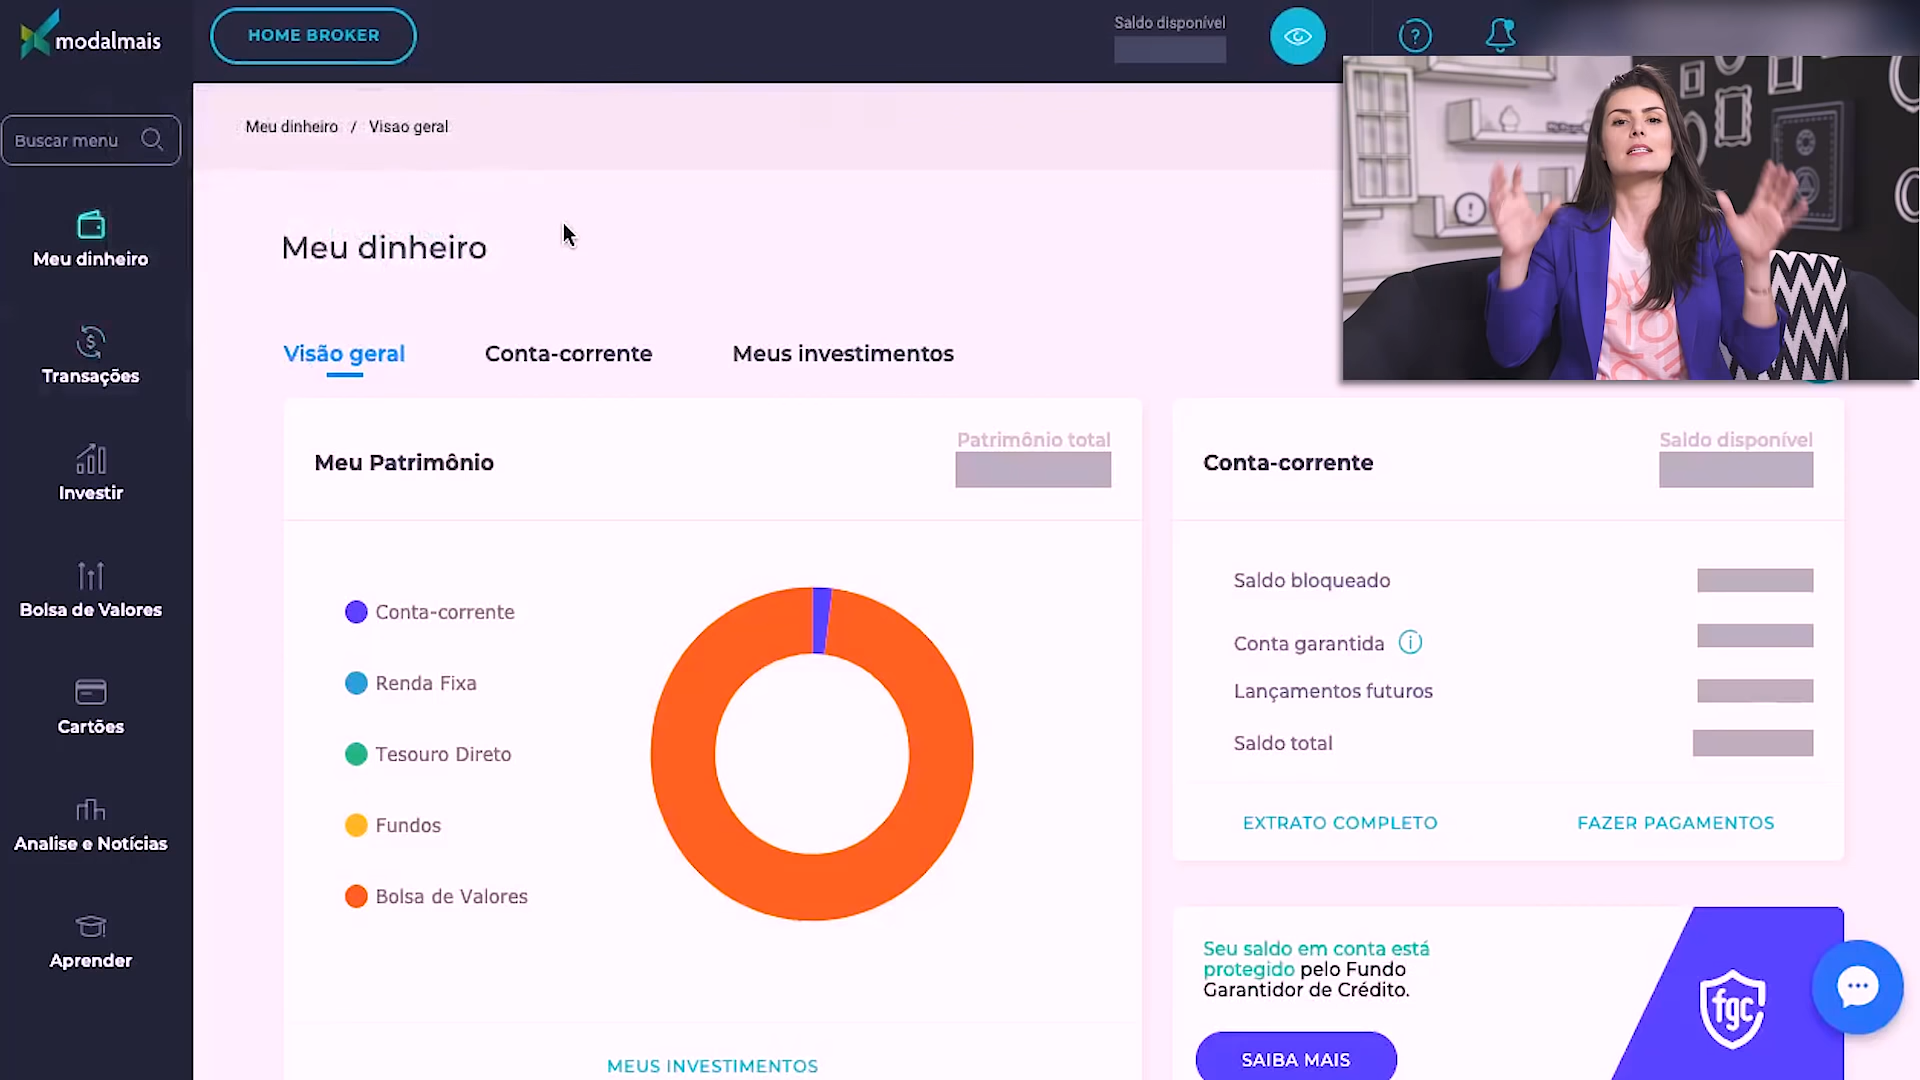 modalmais
HOME BROKER
Saldo disponível
Buscar menu
Meu dinheiro / Visao geral
Meu dinheiro
Transações
Investir
Bolsa de Valores
Cartões
Analise e Notícias
Aprender
Meu dinheiro
Visão geral
Conta-corrente
Meus investimentos
Meu Patrimônio
Patrimônio total
Conta-corrente
Renda Fixa
Tesouro Direto
Fundos
Bolsa de Valores
MEUS INVESTIMENTOS
Conta-corrente
Saldo disponível
Saldo bloqueado
Conta garantida
Lançamentos futuros
Saldo total
EXTRATO COMPLETO
FAZER PAGAMENTOS
Seu saldo em conta está
protegido pelo Fundo
Garantidor de Crédito.
SAIBA MAIS
fgc